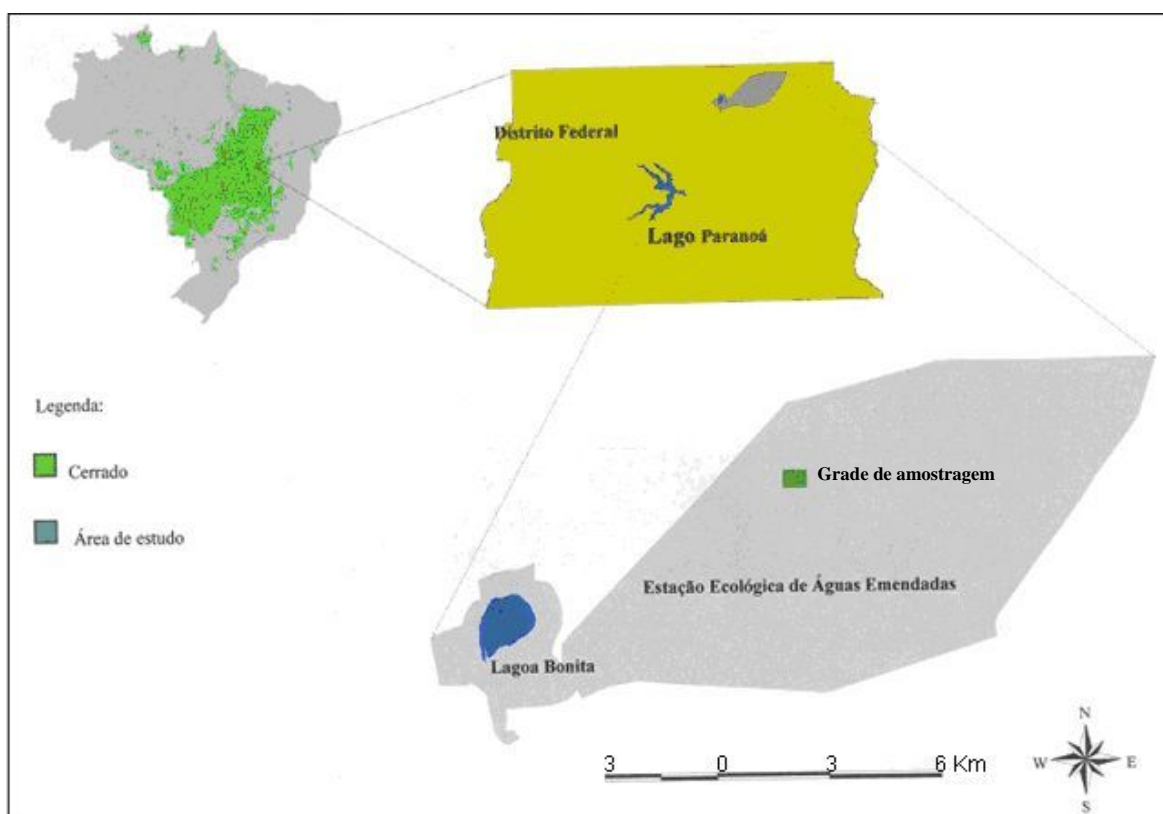 Distrito Federal
Lago Paranoá
Legenda:
Cerrado
Área de estudo
Grade de amostragem
Estação Ecológica de Águas Emendadas
Lagoa Bonita
3 0 3 6 Km
N
W E
S